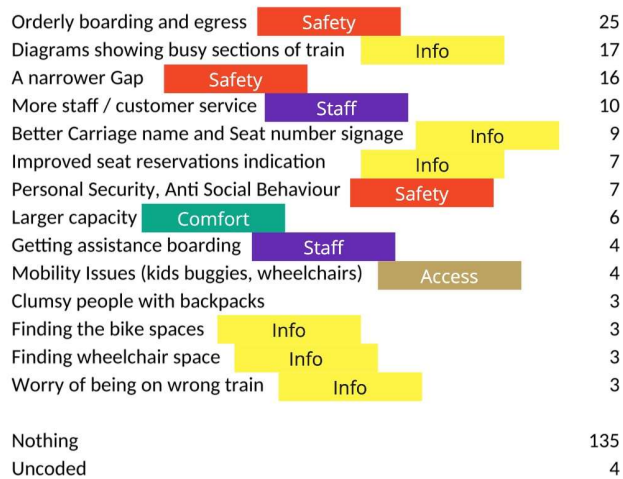 Orderly boarding and egress Safety 25
Diagrams showing busy sections of train Info 17
A narrower Gap Safety 16
More staff / customer service Staff 10
Better Carriage name and Seat number signage Info 9
Improved seat reservations indication Info 7
Personal Security, Anti Social Behaviour Safety 7
Larger capacity Comfort 6
Getting assistance boarding Staff 4
Mobility Issues (kids buggies, wheelchairs) Access 4
Clumsy people with backpacks 3
Finding the bike spaces Info 3
Finding wheelchair space Info 3
Worry of being on wrong train Info 3
Nothing 135
Uncoded 4